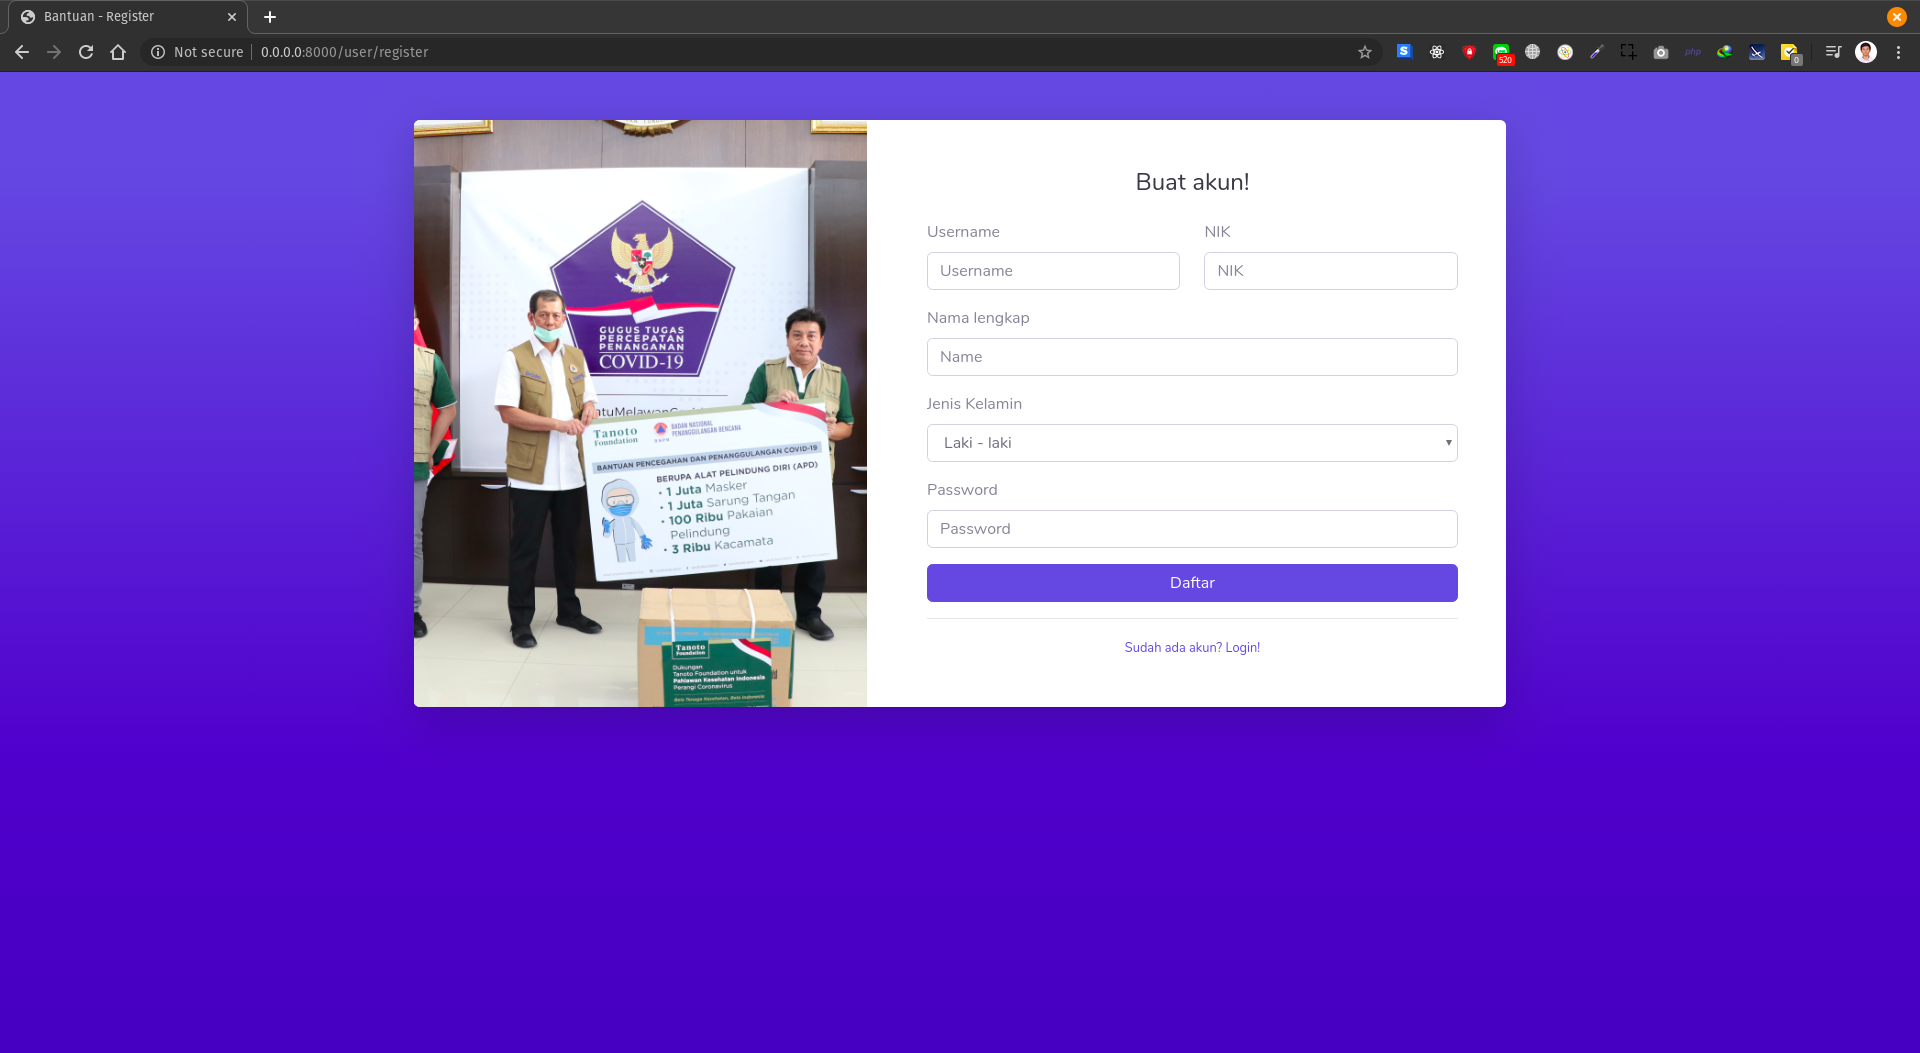 Bantuan - Register
Not secure
0.0.0.0:8000/user/register
520
php
0
GUGUS TUGAS
PERCEPATAN
PENANGANAN
COVID-19
Tanoto
Foundation
BNPB
BADAN NASIONAL
PENANGGULANGAN BENCANA
BANTUAN PENCEGAHAN DAN PENANGGULANGAN COVID-19
BERUPA ALAT PELINDUNG DIRI (APD)
• 1 Juta Masker
• 1 Juta Sarung Tangan
• 100 Ribu Pakaian
Pelindung
• 3 Ribu Kacamata
Tanoto
Foundation
Dukungan
Tanoto Foundation untuk
Pahlawan Kesehatan Indonesia
Perangi Coronavirus
Buat akun!
Username
NIK
Username
NIK
Nama lengkap
Name
Jenis Kelamin
Laki - laki
Password
Password
Daftar
Sudah ada akun? Login!